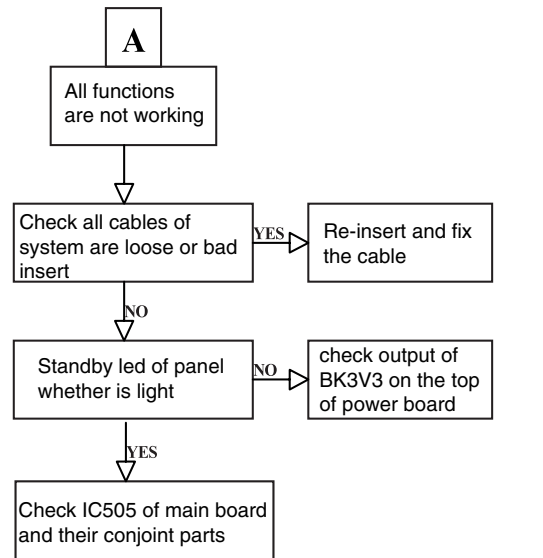 A
All functions
are not working
Check all cables of
system are loose or bad
insert
YES
Re-insert and fix
the cable
NO
Standby led of panel
whether is light
NO
check output of
BK3V3 on the top
of power board
YES
Check IC505 of main board
and their conjoint parts